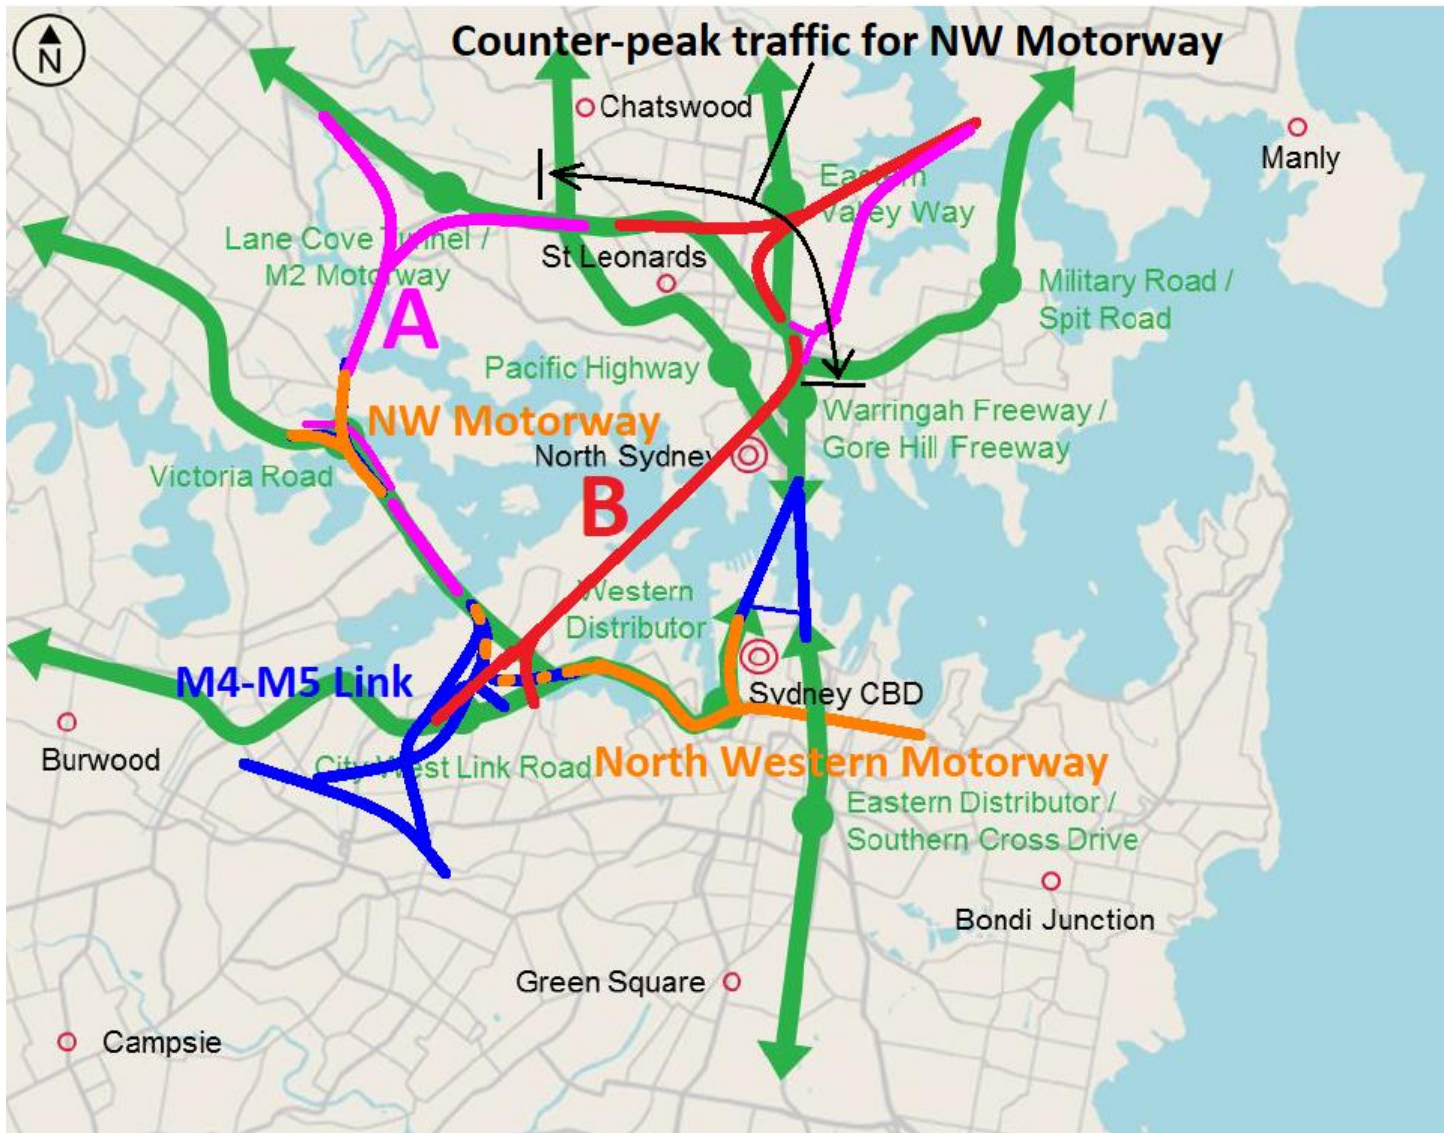 Counter-peak traffic for NW Motorway
N
Chatswood
Manly
Eastern
Valley Way
Lane Cove Tunnel /
M2 Motorway
St Leonards
Military Road /
Spit Road
A
Pacific Highway
NW Motorway
Warringah Freeway /
Gore Hill Freeway
North Sydney
Victoria Road
B
Western
Distributor
M4-M5 Link
Sydney CBD
Burwood
City West Link Road
North Western Motorway
Eastern Distributor /
Southern Cross Drive
Bondi Junction
Green Square
Campsie